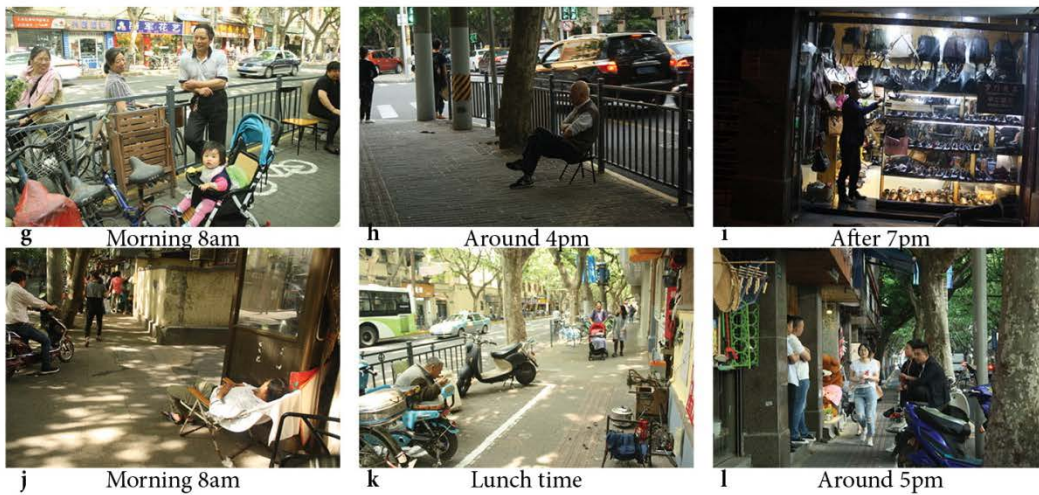 g Morning 8am
h Around 4pm
i After 7pm
j Morning 8am
k Lunch time
l Around 5pm